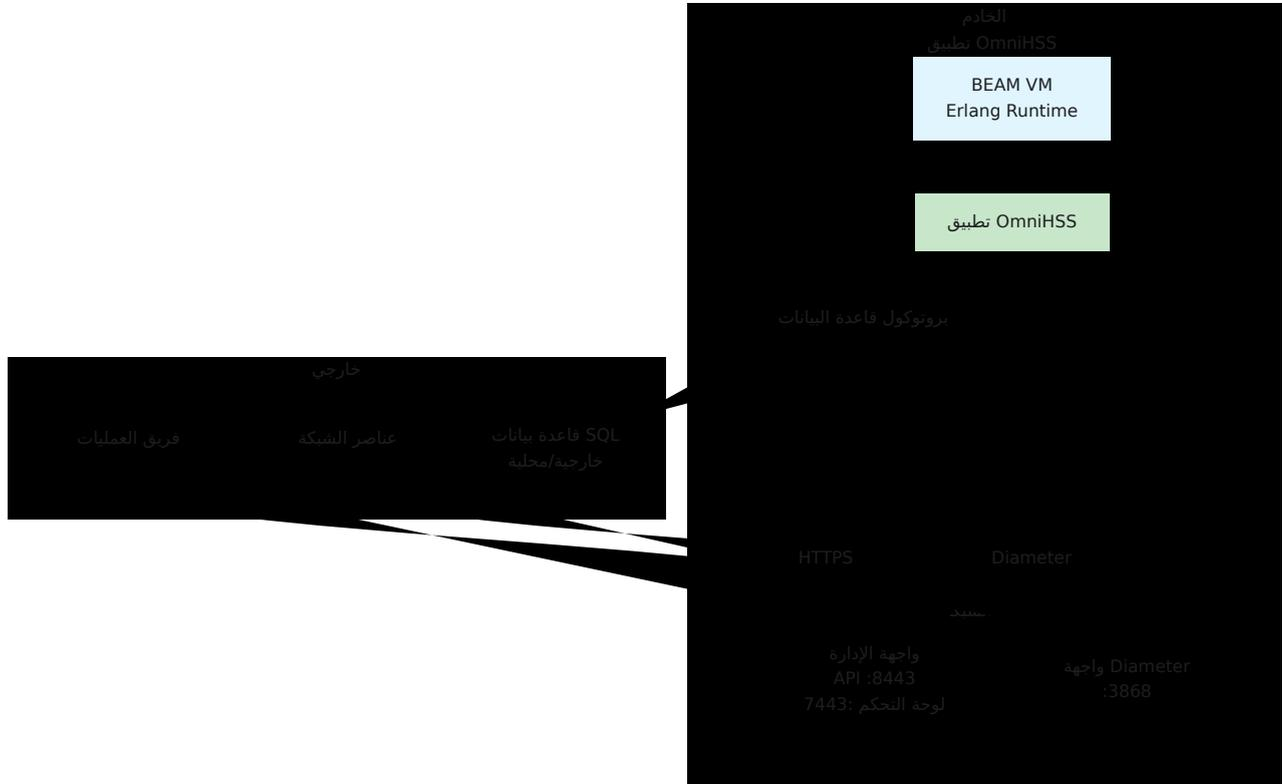 الخادم
تطبيق OmniHSS
BEAM VM
Erlang Runtime
تطبيق OmniHSS
بروتوكول قاعدة البيانات
خارجي
فريق العمليات
عناصر الشبكة
قاعدة بيانات SQL
خارجية/محلية
HTTPS
Diameter
واجهة الإدارة
API :8443
لوحة التحكم :7443
واجهة Diameter
:3868